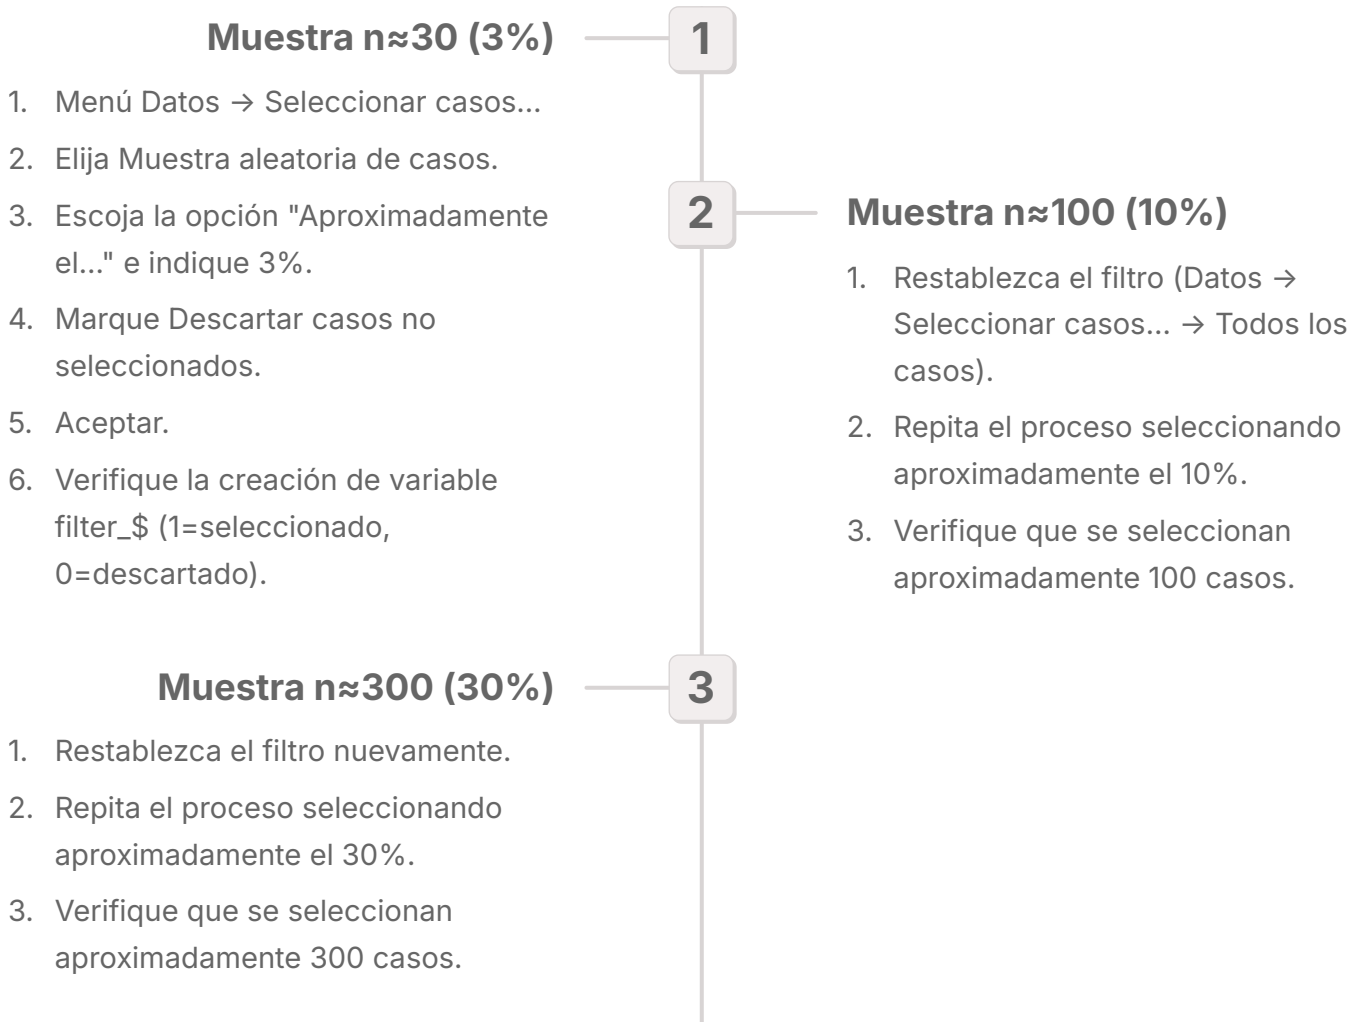 Muestra n≈30 (3%)
1
1. Menú Datos → Seleccionar casos...
2. Elija Muestra aleatoria de casos.
3. Escoja la opción "Aproximadamente
el..." e indique 3%.
4. Marque Descartar casos no
seleccionados.
5. Aceptar.
6. Verifique la creación de variable
filter_$ (1=seleccionado,
0=descartado).
2
Muestra n≈100 (10%)
1. Restablezca el filtro (Datos →
Seleccionar casos... → Todos los
casos).
2. Repita el proceso seleccionando
aproximadamente el 10%.
3. Verifique que se seleccionan
aproximadamente 100 casos.
Muestra n≈300 (30%)
3
1. Restablezca el filtro nuevamente.
2. Repita el proceso seleccionando
aproximadamente el 30%.
3. Verifique que se seleccionan
aproximadamente 300 casos.